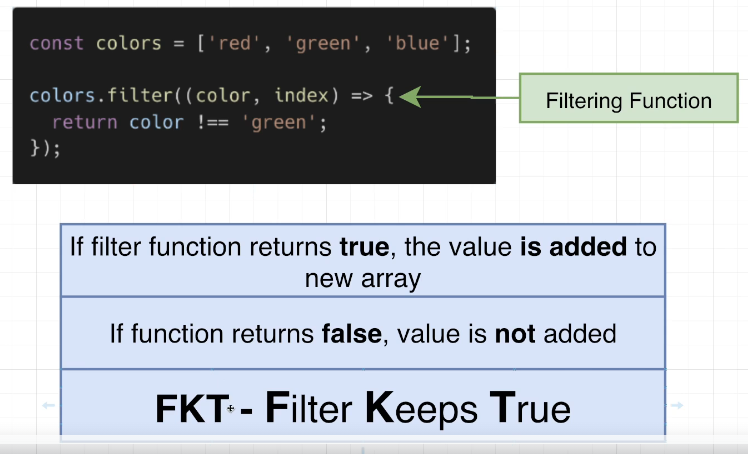 const colors = ['red', 'green', 'blue'];
colors.filter((color, index) => {
  return color !== 'green';
});
Filtering Function
If filter function returns true, the value is added to
new array
If function returns false, value is not added
FKT - Filter Keeps True